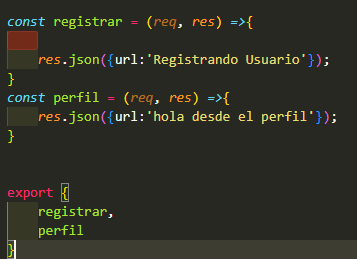 const registrar = (req, res) =>{
res.json({url:'Registrando Usuario'});
}
const perfil = (req, res) =>{
res.json({url:'hola desde el perfil'});
}
export {
registrar,
perfil
}